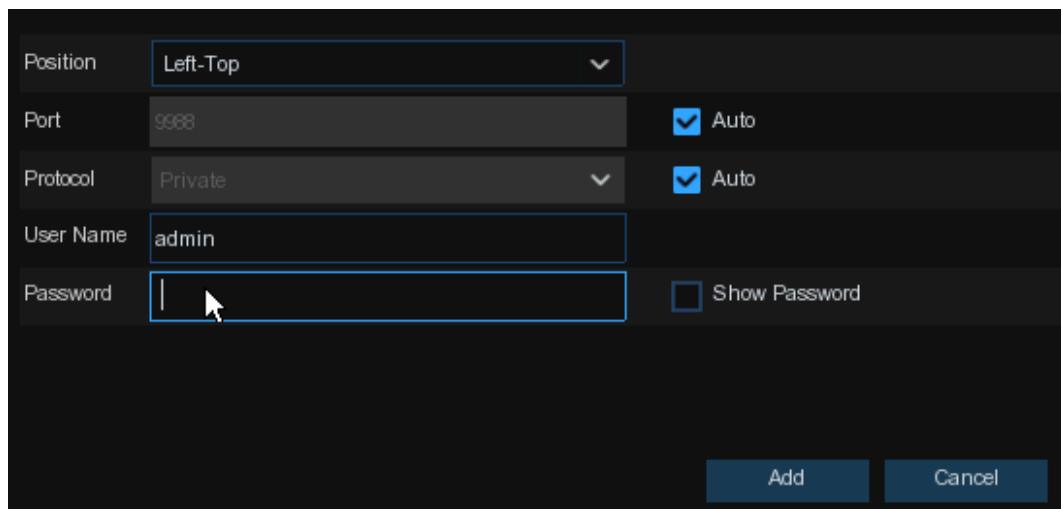 Position Left-Top
Port 9988 Auto
Protocol Private Auto
User Name admin
Password Show Password
Add Cancel